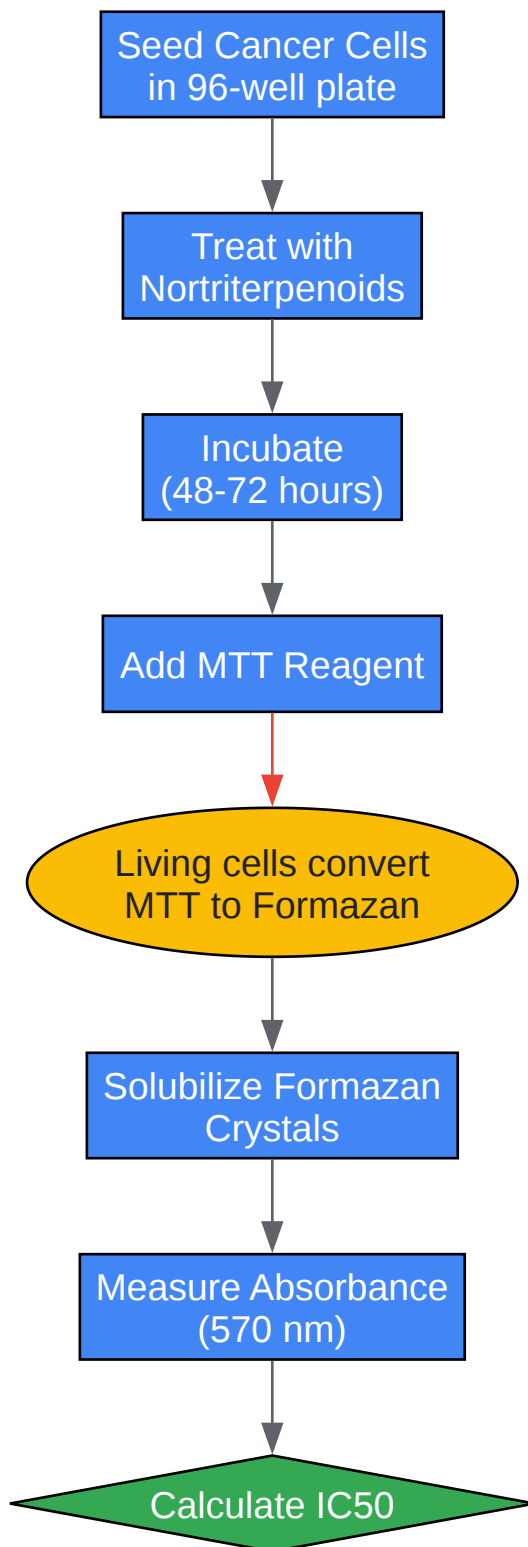 Seed Cancer Cells
in 96-well plate
Treat with
Nortriterpenoids
Incubate
(48-72 hours)
Add MTT Reagent
Living cells convert
MTT to Formazan
Solubilize Formazan
Crystals
Measure Absorbance
(570 nm)
Calculate IC50